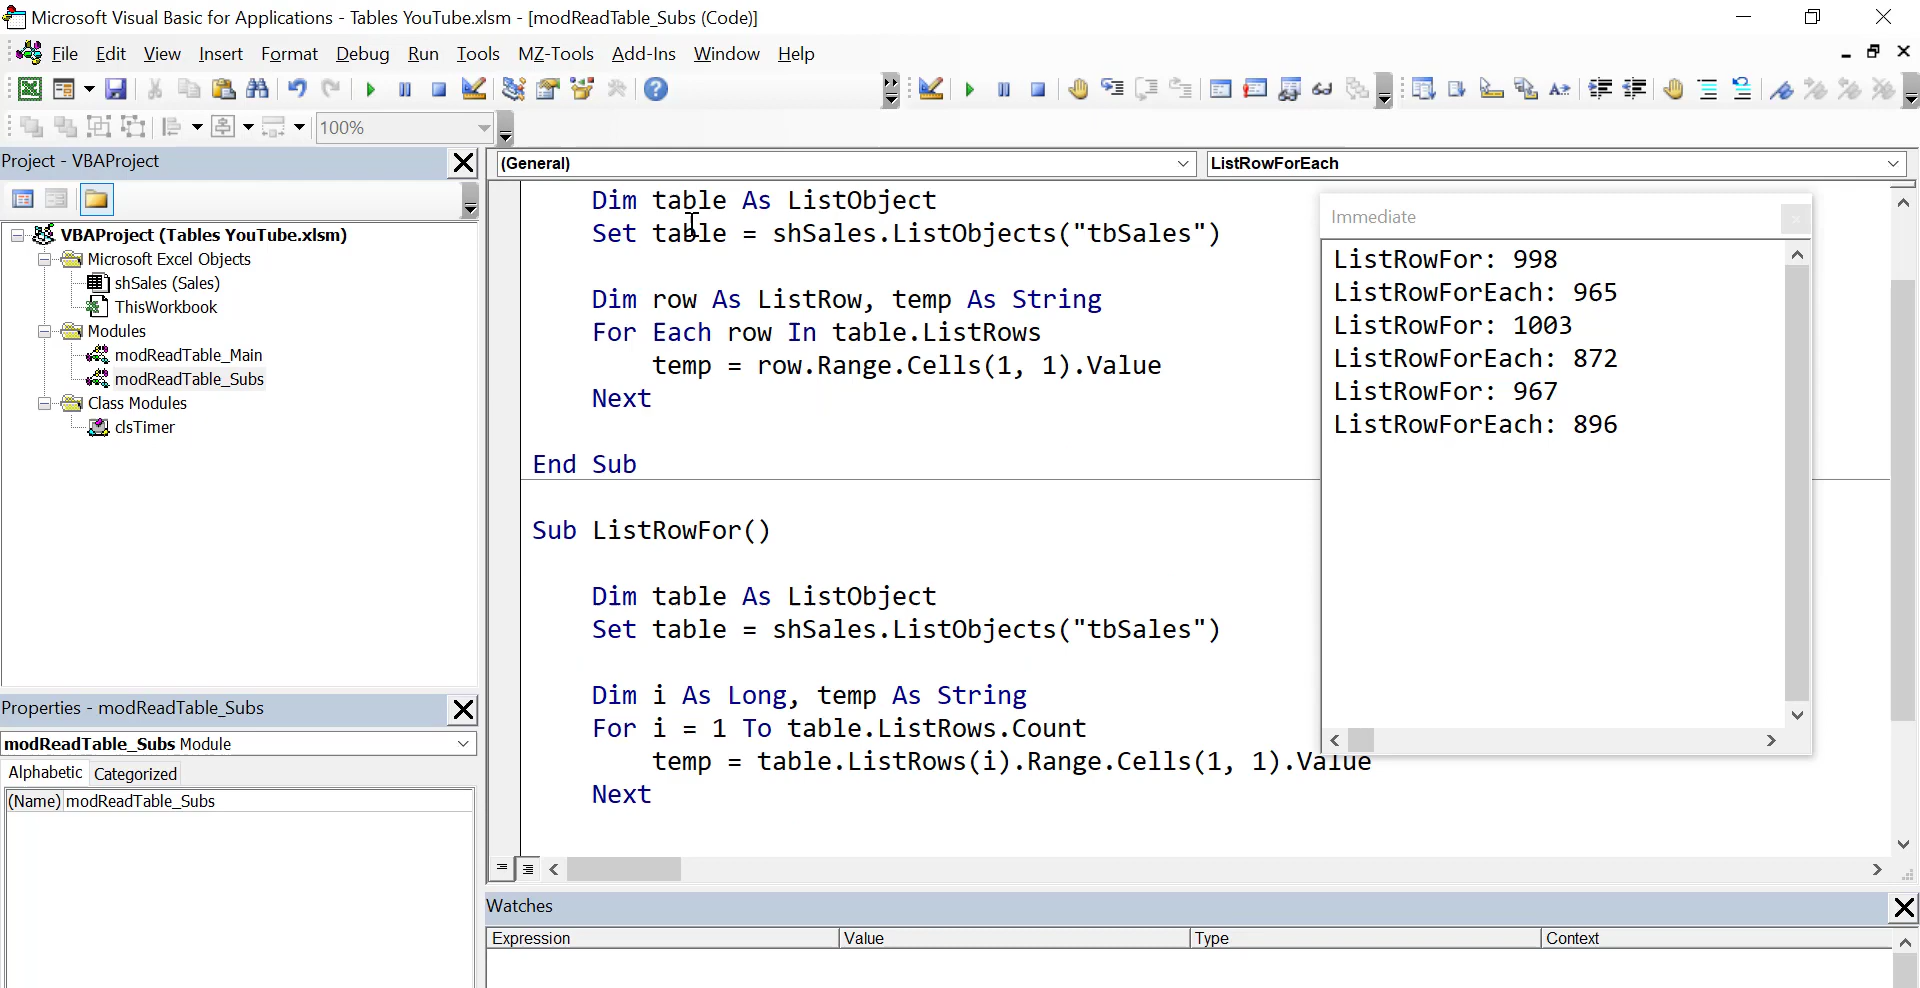 Microsoft Visual Basic for Applications - Tables YouTube.xlsm - [modReadTable_Subs (Code)]
File Edit View Insert Format Debug Run Tools MZ-Tools Add-Ins Window Help
100%
Project - VBAProject
VBAProject (Tables YouTube.xlsm)
Microsoft Excel Objects
shSales (Sales)
ThisWorkbook
Modules
modReadTable_Main
modReadTable_Subs
Class Modules
clsTimer
Properties - modReadTable_Subs
modReadTable_Subs Module
Alphabetic Categorized
(Name) modReadTable_Subs
(General) ListRowForEach
Dim table As ListObject
Set table = shSales.ListObjects("tbSales")
Dim row As ListRow, temp As String
For Each row In table.ListRows
temp = row.Range.Cells(1, 1).Value
Next
End Sub
Sub ListRowFor()
Dim table As ListObject
Set table = shSales.ListObjects("tbSales")
Dim i As Long, temp As String
For i = 1 To table.ListRows.Count
temp = table.ListRows(i).Range.Cells(1, 1).Value
Next
Immediate
ListRowFor: 998
ListRowForEach: 965
ListRowFor: 1003
ListRowForEach: 872
ListRowFor: 967
ListRowForEach: 896
Watches
Expression Value Type Context